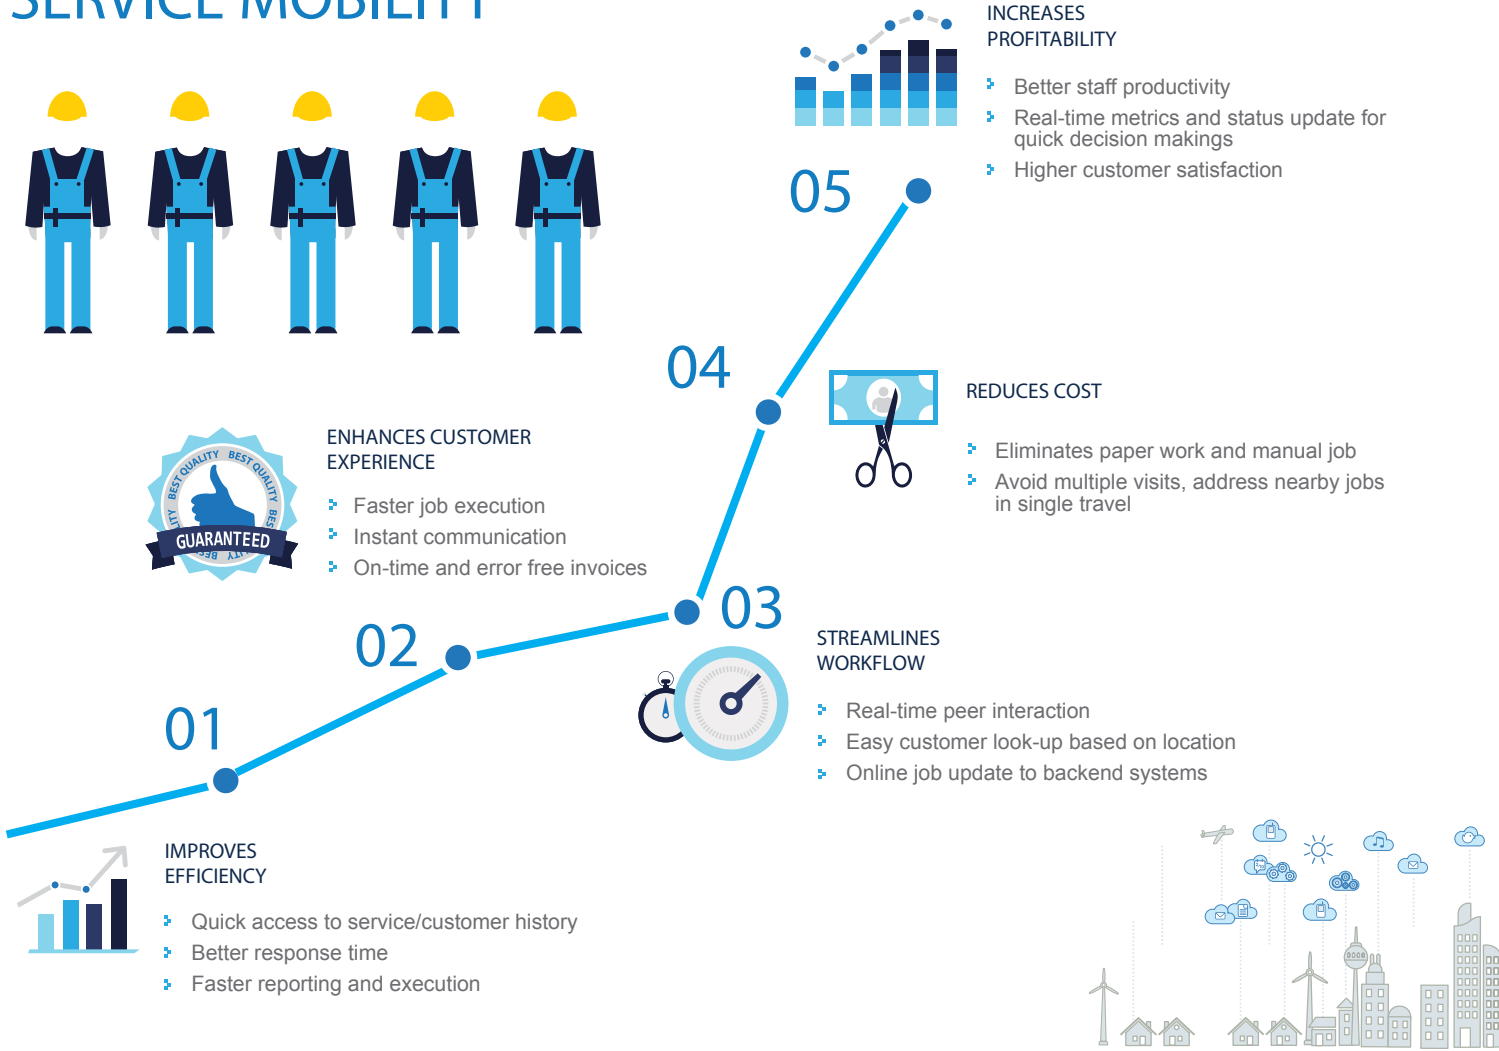 SERVICE MOBILITY
INCREASES
PROFITABILITY
Better staff productivity
Real-time metrics and status update for
quick decision makings
Higher customer satisfaction
05
04
REDUCES COST
Eliminates paper work and manual job
Avoid multiple visits, address nearby jobs
in single travel
ENHANCES CUSTOMER
EXPERIENCE
Faster job execution
Instant communication
On-time and error free invoices
BEST QUALITY BEST QUALITY
GUARANTEED
03
STREAMLINES
WORKFLOW
Real-time peer interaction
Easy customer look-up based on location
Online job update to backend systems
02
01
IMPROVES
EFFICIENCY
Quick access to service/customer history
Better response time
Faster reporting and execution